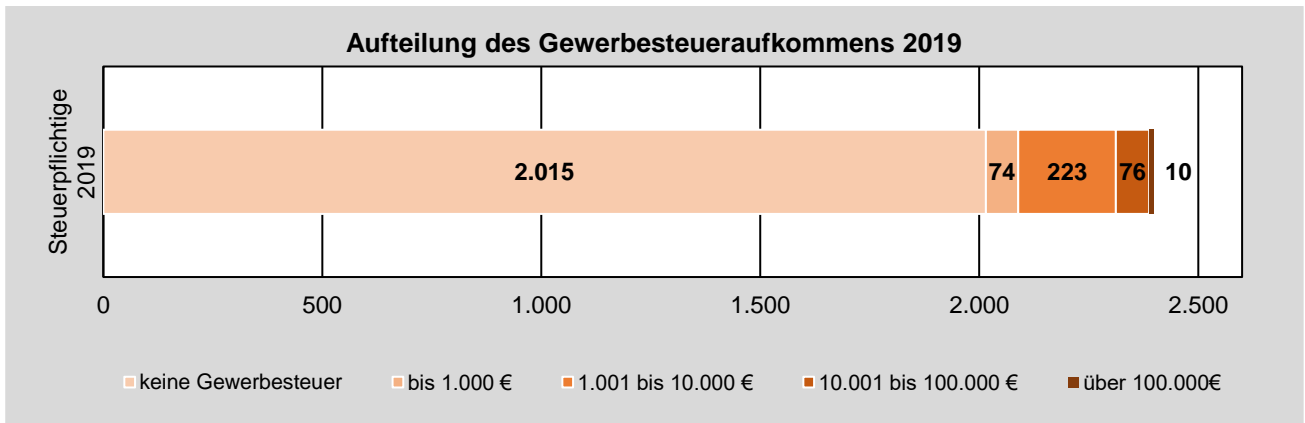 Aufteilung des Gewerbesteueraufkommens 2019
Steuerpflichtige
2019
2.015 74 223 76 10
0 500 1.000 1.500 2.000 2.500
keine Gewerbesteuer bis 1.000 € 1.001 bis 10.000 € 10.001 bis 100.000 € über 100.000€